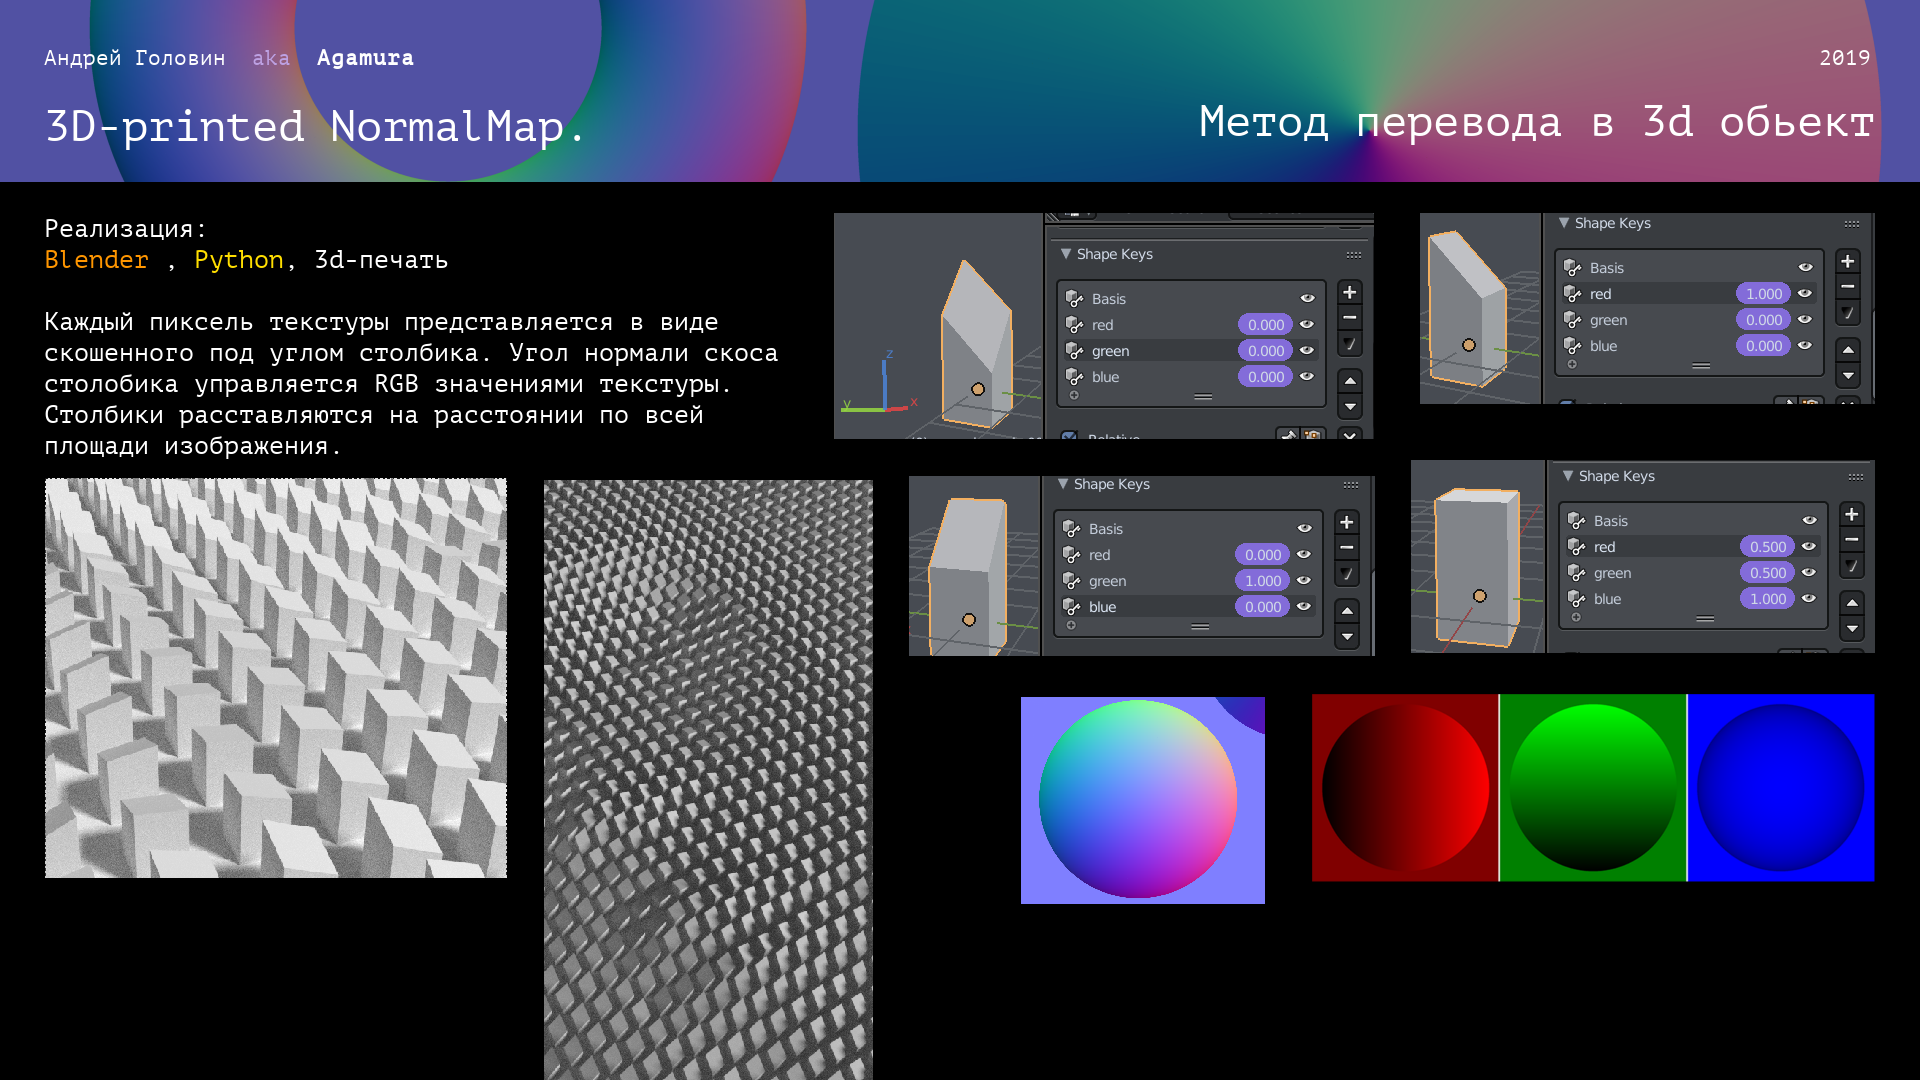 Андрей Головин aka Agamura
2019
3D-printed NormalMap.
Метод перевода в 3d обьект
Реализация:
Blender , Python, 3d-печать
Каждый пиксель текстуры представляется в виде
скошенного под углом столбика. Угол нормали скоса
столобика управляется RGB значениями текстуры.
Столбики расставляются на расстоянии по всей
площади изображения.
z
y
x
Shape Keys
Basis
red 0.000
green 0.000
blue 0.000
Relative
Shape Keys
Basis
red 1.000
green 0.000
blue 0.000
Shape Keys
Basis
red 0.000
green 1.000
blue 0.000
Shape Keys
Basis
red 0.500
green 0.500
blue 1.000